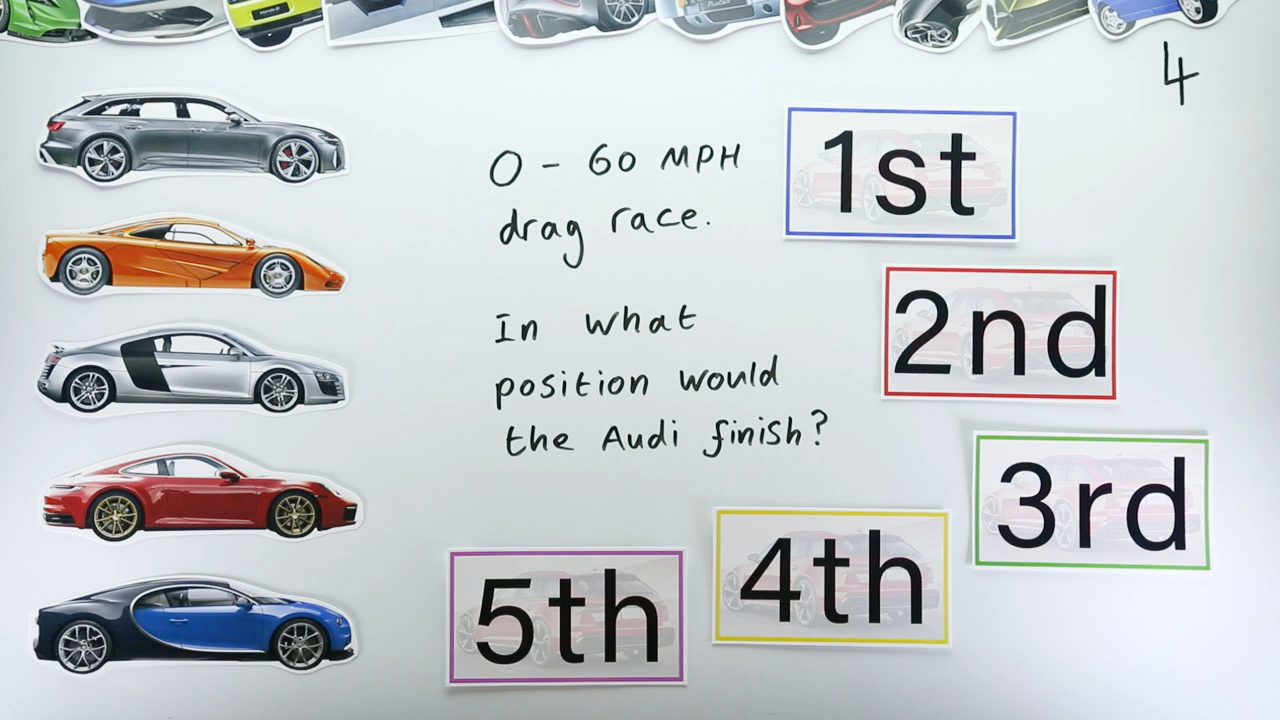 4
0 - 60 MPH
drag race.
In what
position would
the Audi finish?
1st
2nd
3rd
4th
5th